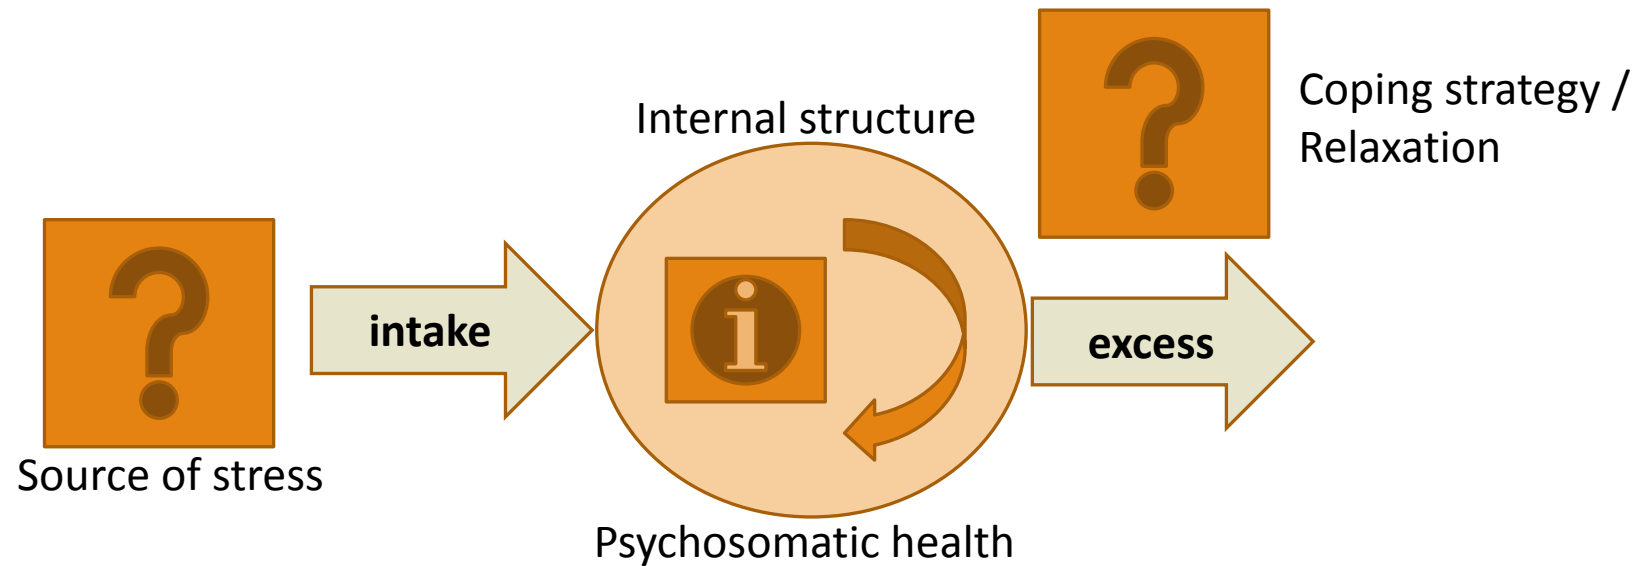 Source of stress
intake
Internal structure
i
Psychosomatic health
excess
?
?
Coping strategy /
Relaxation